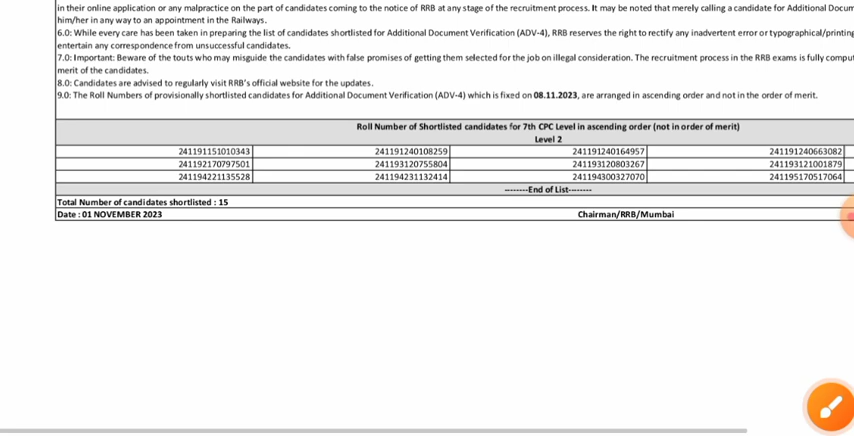 in their online application or any malpractice on the part of candidates coming to the notice of RRB at any stage of the recruitment process. It may be noted that merely calling a candidate for Additional Docum
him/her in any way to an appointment in the Railways.
6.0: While every care has been taken in preparing the list of candidates shortlisted for Additional Document Verification (ADV-4), RRB reserves the right to rectify any inadvertent error or typographical/printing
entertain any correspondence from unsuccessful candidates.
7.0: Important: Beware of the touts who may misguide the candidates with false promises of getting them selected for the job on illegal consideration. The recruitment process in the RRB exams is fully comput
merit of the candidates.
8.0: Candidates are advised to regularly visit RRB's official website for the updates.
9.0: The Roll Numbers of provisionally shortlisted candidates for Additional Document Verification (ADV-4) which is fixed on 08.11.2023, are arranged in ascending order and not in the order of merit.
Roll Number of Shortlisted candidates for 7th CPC Level in ascending order (not in order of merit)
Level 2
241191151010343 241191240108259 241191240164957 241191240663082
241192170797501 241193120755804 241193120803267 241193121001879
241194221135528 241194231132414 241194300327070 241195170517064
--------End of List-------
Total Number of candidates shortlisted : 15
Date : 01 NOVEMBER 2023 Chairman/RRB/Mumbai